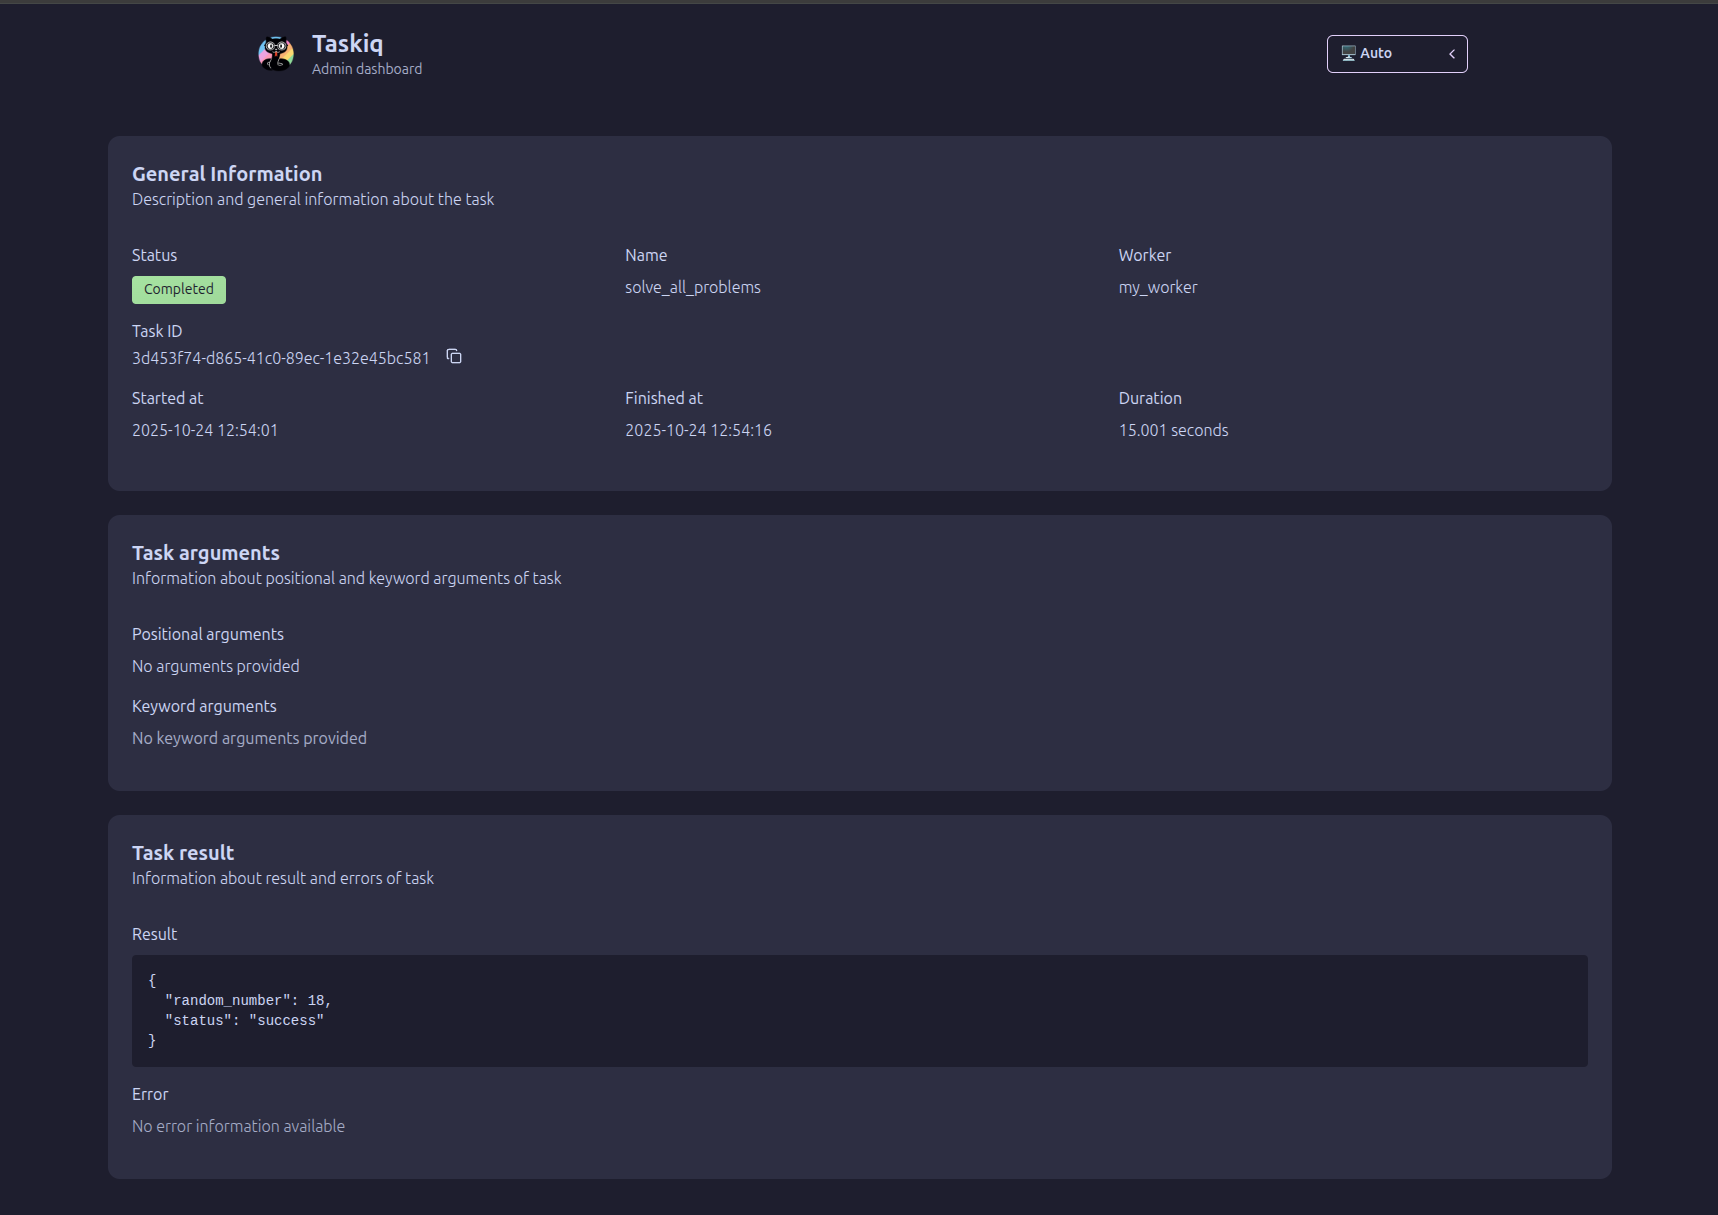 Taskiq
Admin dashboard
Auto
General Information
Description and general information about the task
Status
Name
Worker
Completed
solve_all_problems
my_worker
Task ID
3d453f74-d865-41c0-89ec-1e32e45bc581
Started at
Finished at
Duration
2025-10-24 12:54:01
2025-10-24 12:54:16
15.001 seconds
Task arguments
Information about positional and keyword arguments of task
Positional arguments
No arguments provided
Keyword arguments
No keyword arguments provided
Task result
Information about result and errors of task
Result
{
"random_number": 18,
"status": "success"
}
Error
No error information available